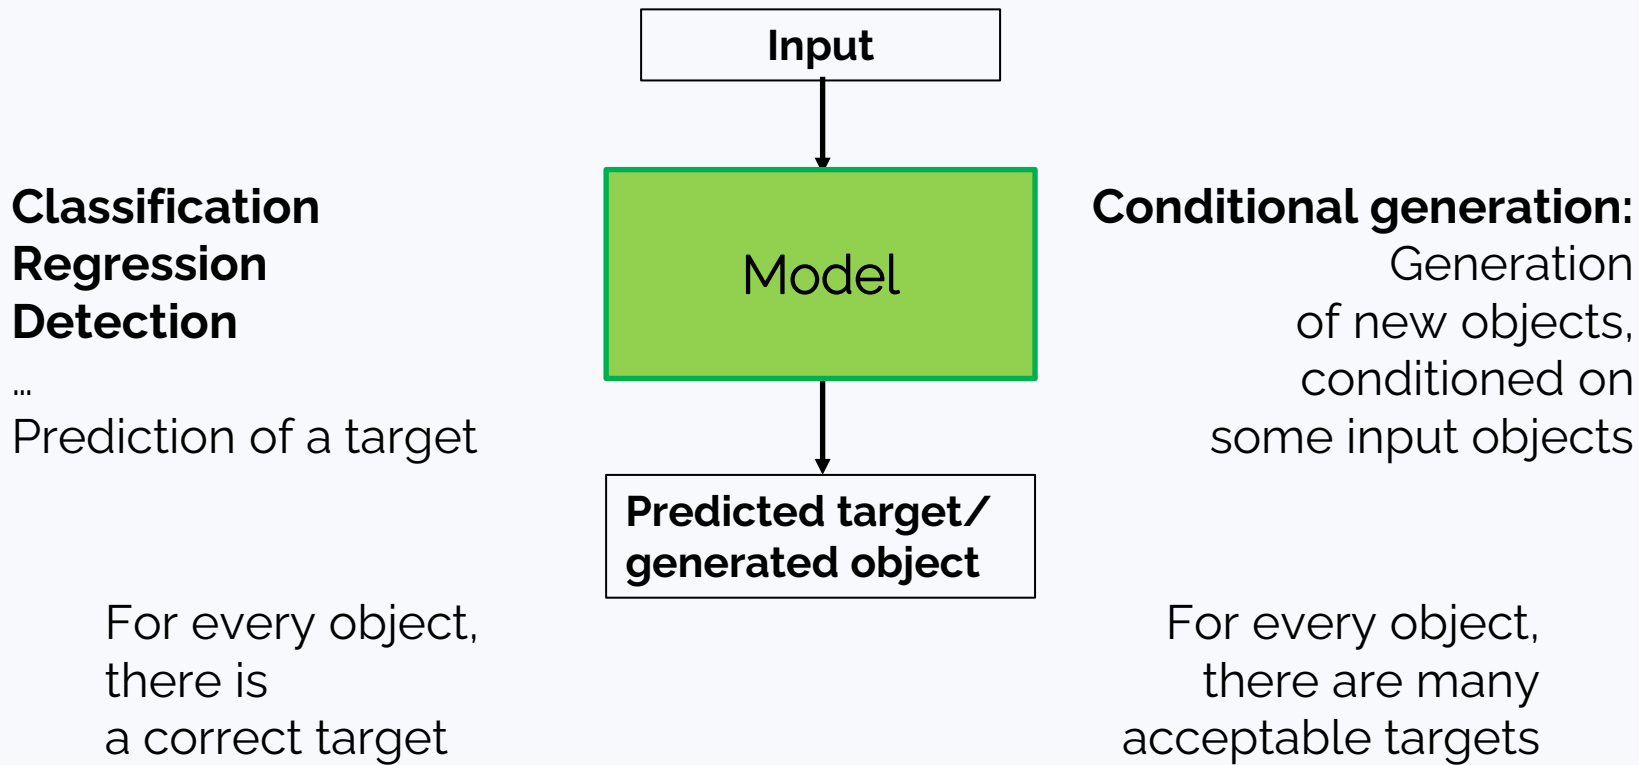 Input
Classification
Regression
Detection
...
Prediction of a target
Model
Conditional generation:
Generation
of new objects,
conditioned on
some input objects
Predicted target/
generated object
For every object,
there is
a correct target
For every object,
there are many
acceptable targets